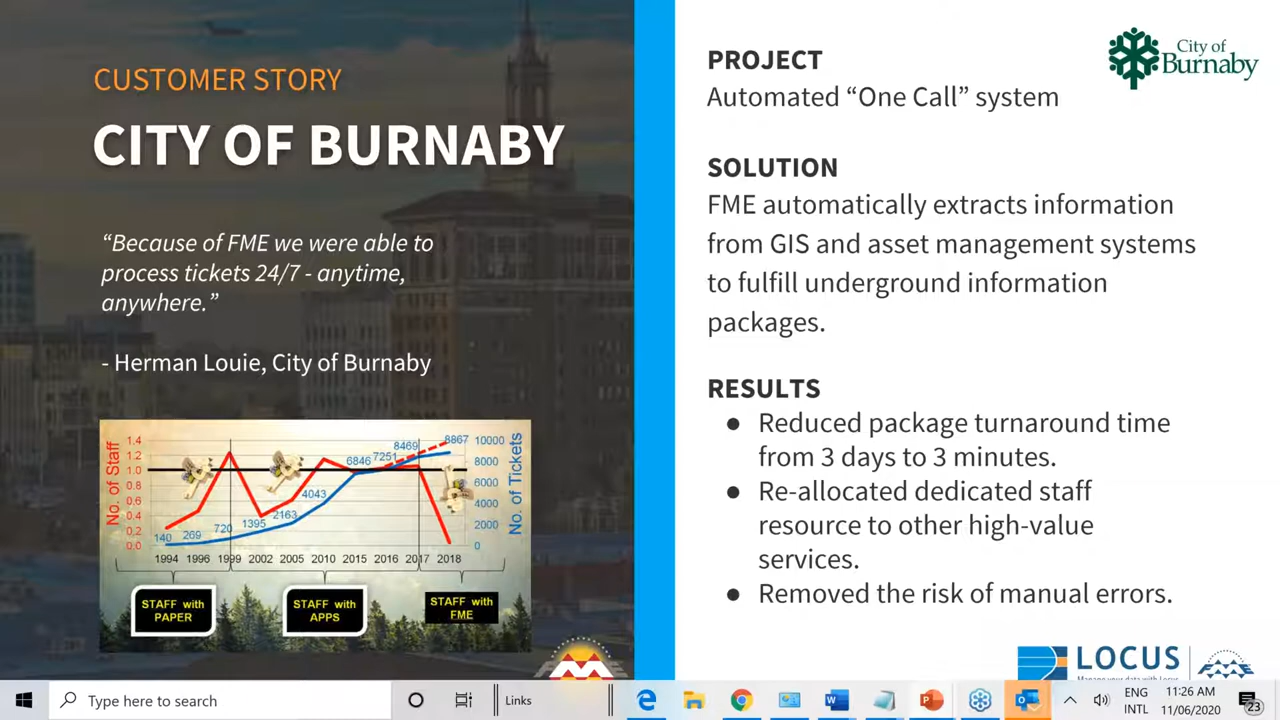 CUSTOMER STORY
CITY OF BURNABY
“Because of FME we were able to
process tickets 24/7 - anytime,
anywhere.”
- Herman Louie, City of Burnaby
No. of Staff
1.4
1.2
1.0
0.8
0.6
0.4
0.2
0.0
140
269
720
1395
2163
4043
6846
7251
8469
8867
10000
8000
6000
4000
2000
0
No. of Tickets
1994 1996 1999 2002 2005 2010 2015 2016 2017 2018
STAFF with
PAPER
STAFF with
APPS
STAFF with
FME
PROJECT
Automated “One Call” system
City of
Burnaby
SOLUTION
FME automatically extracts information
from GIS and asset management systems
to fulfill underground information
packages.
RESULTS
● Reduced package turnaround time
from 3 days to 3 minutes.
● Re-allocated dedicated staff
resource to other high-value
services.
● Removed the risk of manual errors.
LOCUS
Manage your data with Locus
Type here to search
Links
ENG
INTL
11:26 AM
11/06/2020
23